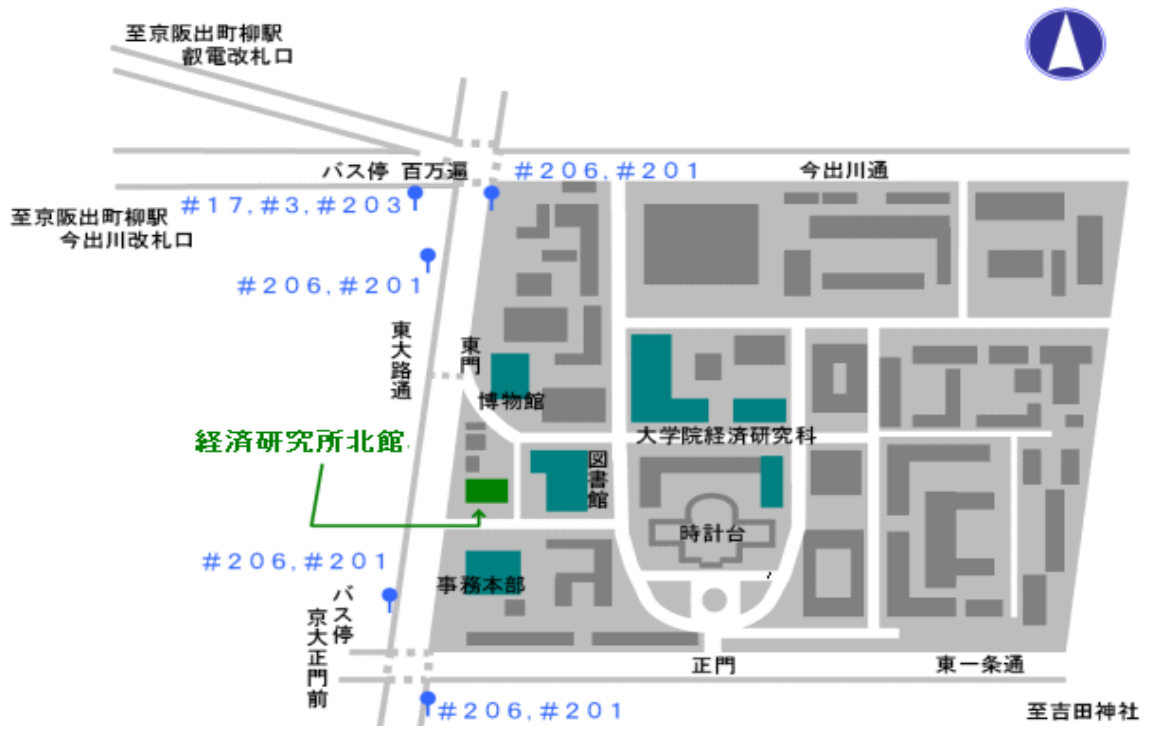 至京阪出町柳駅
叡電改札口
バス停 百万遍
#206,#201
今出川通
#17,#3,#203
至京阪出町柳駅
今出川改札口
#206,#201
東大路通
東門
博物館
経済研究所北館
大学院経済研究科
図書館
時計台
#206,#201
事務本部
バス停
京大正門前
正門
東一条通
#206,#201
至吉田神社